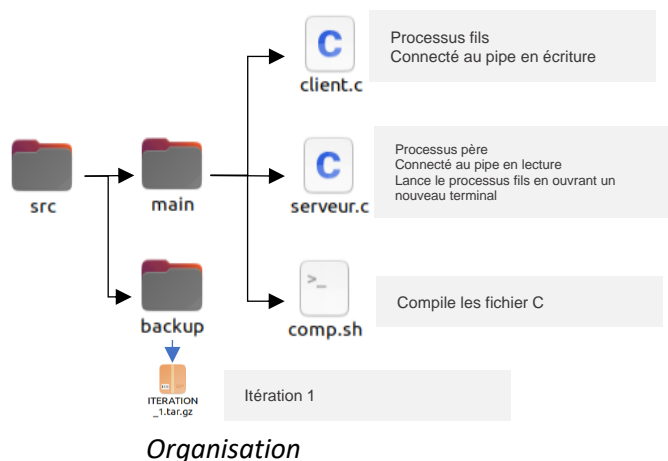 Processus fils
Connecté au pipe en écriture
client.c
Processus père
Connecté au pipe en lecture
Lance le processus fils en ouvrant un
nouveau terminal
src
main
serveur.c
>_
Compile les fichier C
backup
comp.sh
ITERATION
_1.tar.gz
Itération 1
Organisation